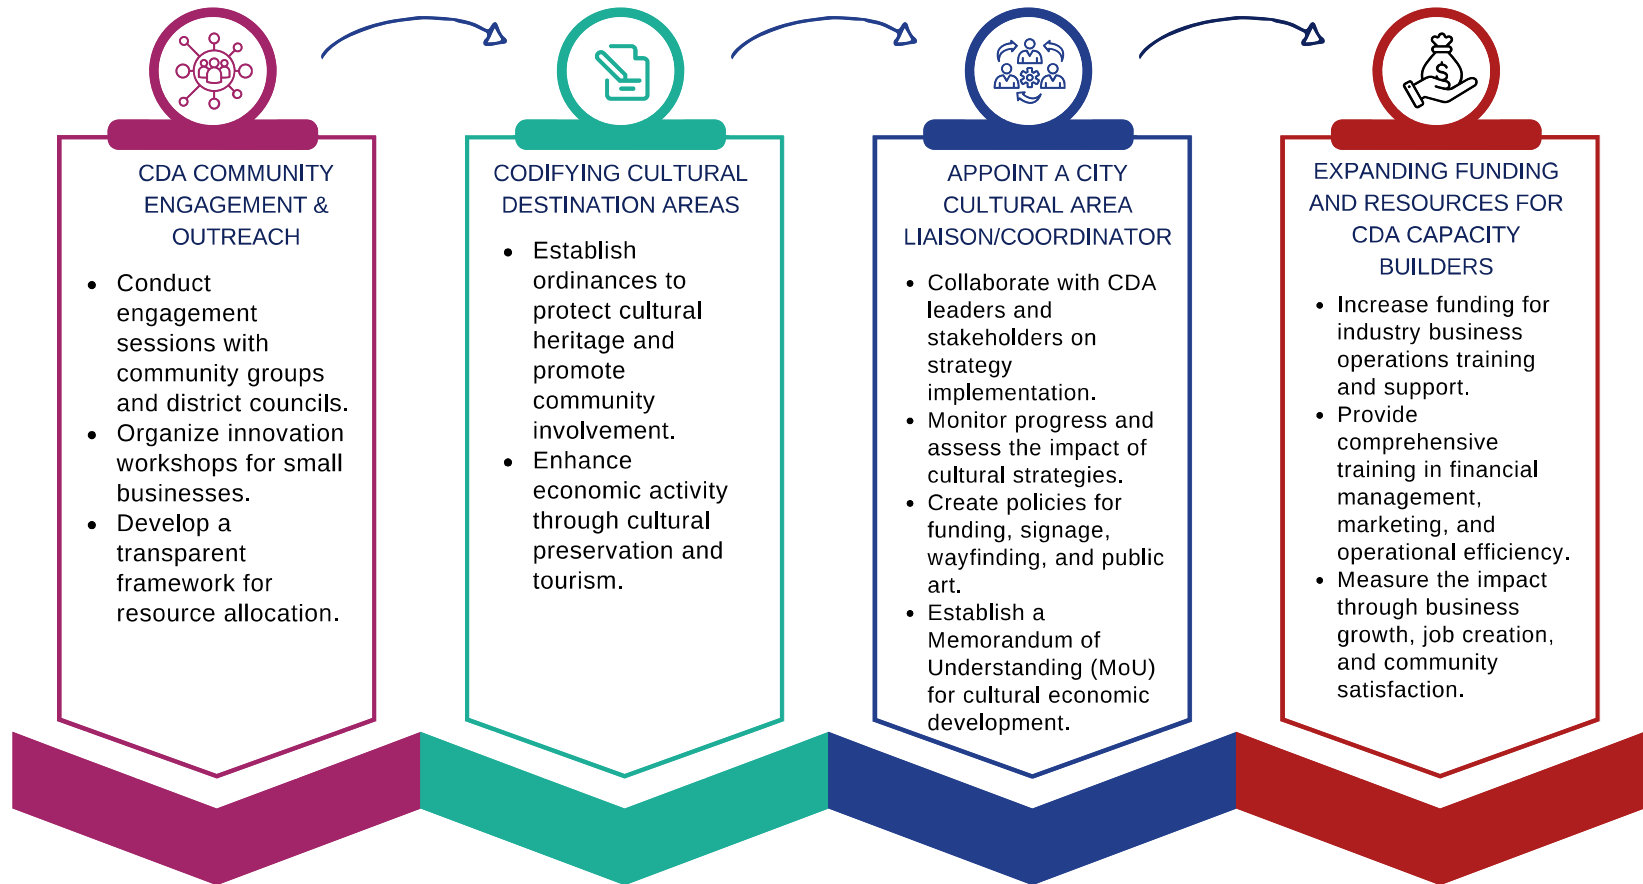 CDA COMMUNITY
ENGAGEMENT &
OUTREACH
• Conduct
engagement
sessions with
community groups
and district councils.
• Organize innovation
workshops for small
businesses.
• Develop a
transparent
framework for
resource allocation.
CODIFYING CULTURAL
DESTINATION AREAS
• Establish
ordinances to
protect cultural
heritage and
promote
community
involvement.
• Enhance
economic activity
through cultural
preservation and
tourism.
APPOINT A CITY
CULTURAL AREA
LIAISON/COORDINATOR
• Collaborate with CDA
leaders and
stakeholders on
strategy
implementation.
• Monitor progress and
assess the impact of
cultural strategies.
• Create policies for
funding, signage,
wayfinding, and public
art.
• Establish a
Memorandum of
Understanding (MoU)
for cultural economic
development.
$
EXPANDING FUNDING
AND RESOURCES FOR
CDA CAPACITY
BUILDERS
• Increase funding for
industry business
operations training
and support.
• Provide
comprehensive
training in financial
management,
marketing, and
operational efficiency.
• Measure the impact
through business
growth, job creation,
and community
satisfaction.